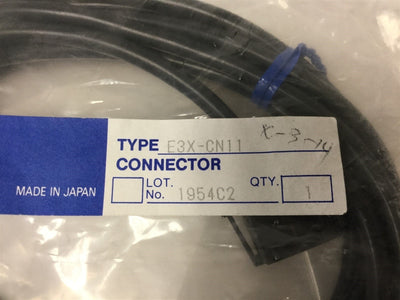 TYPE E3X-CN11
CONNECTOR
MADE IN JAPAN
LOT. No. 1954C2 QTY. 1